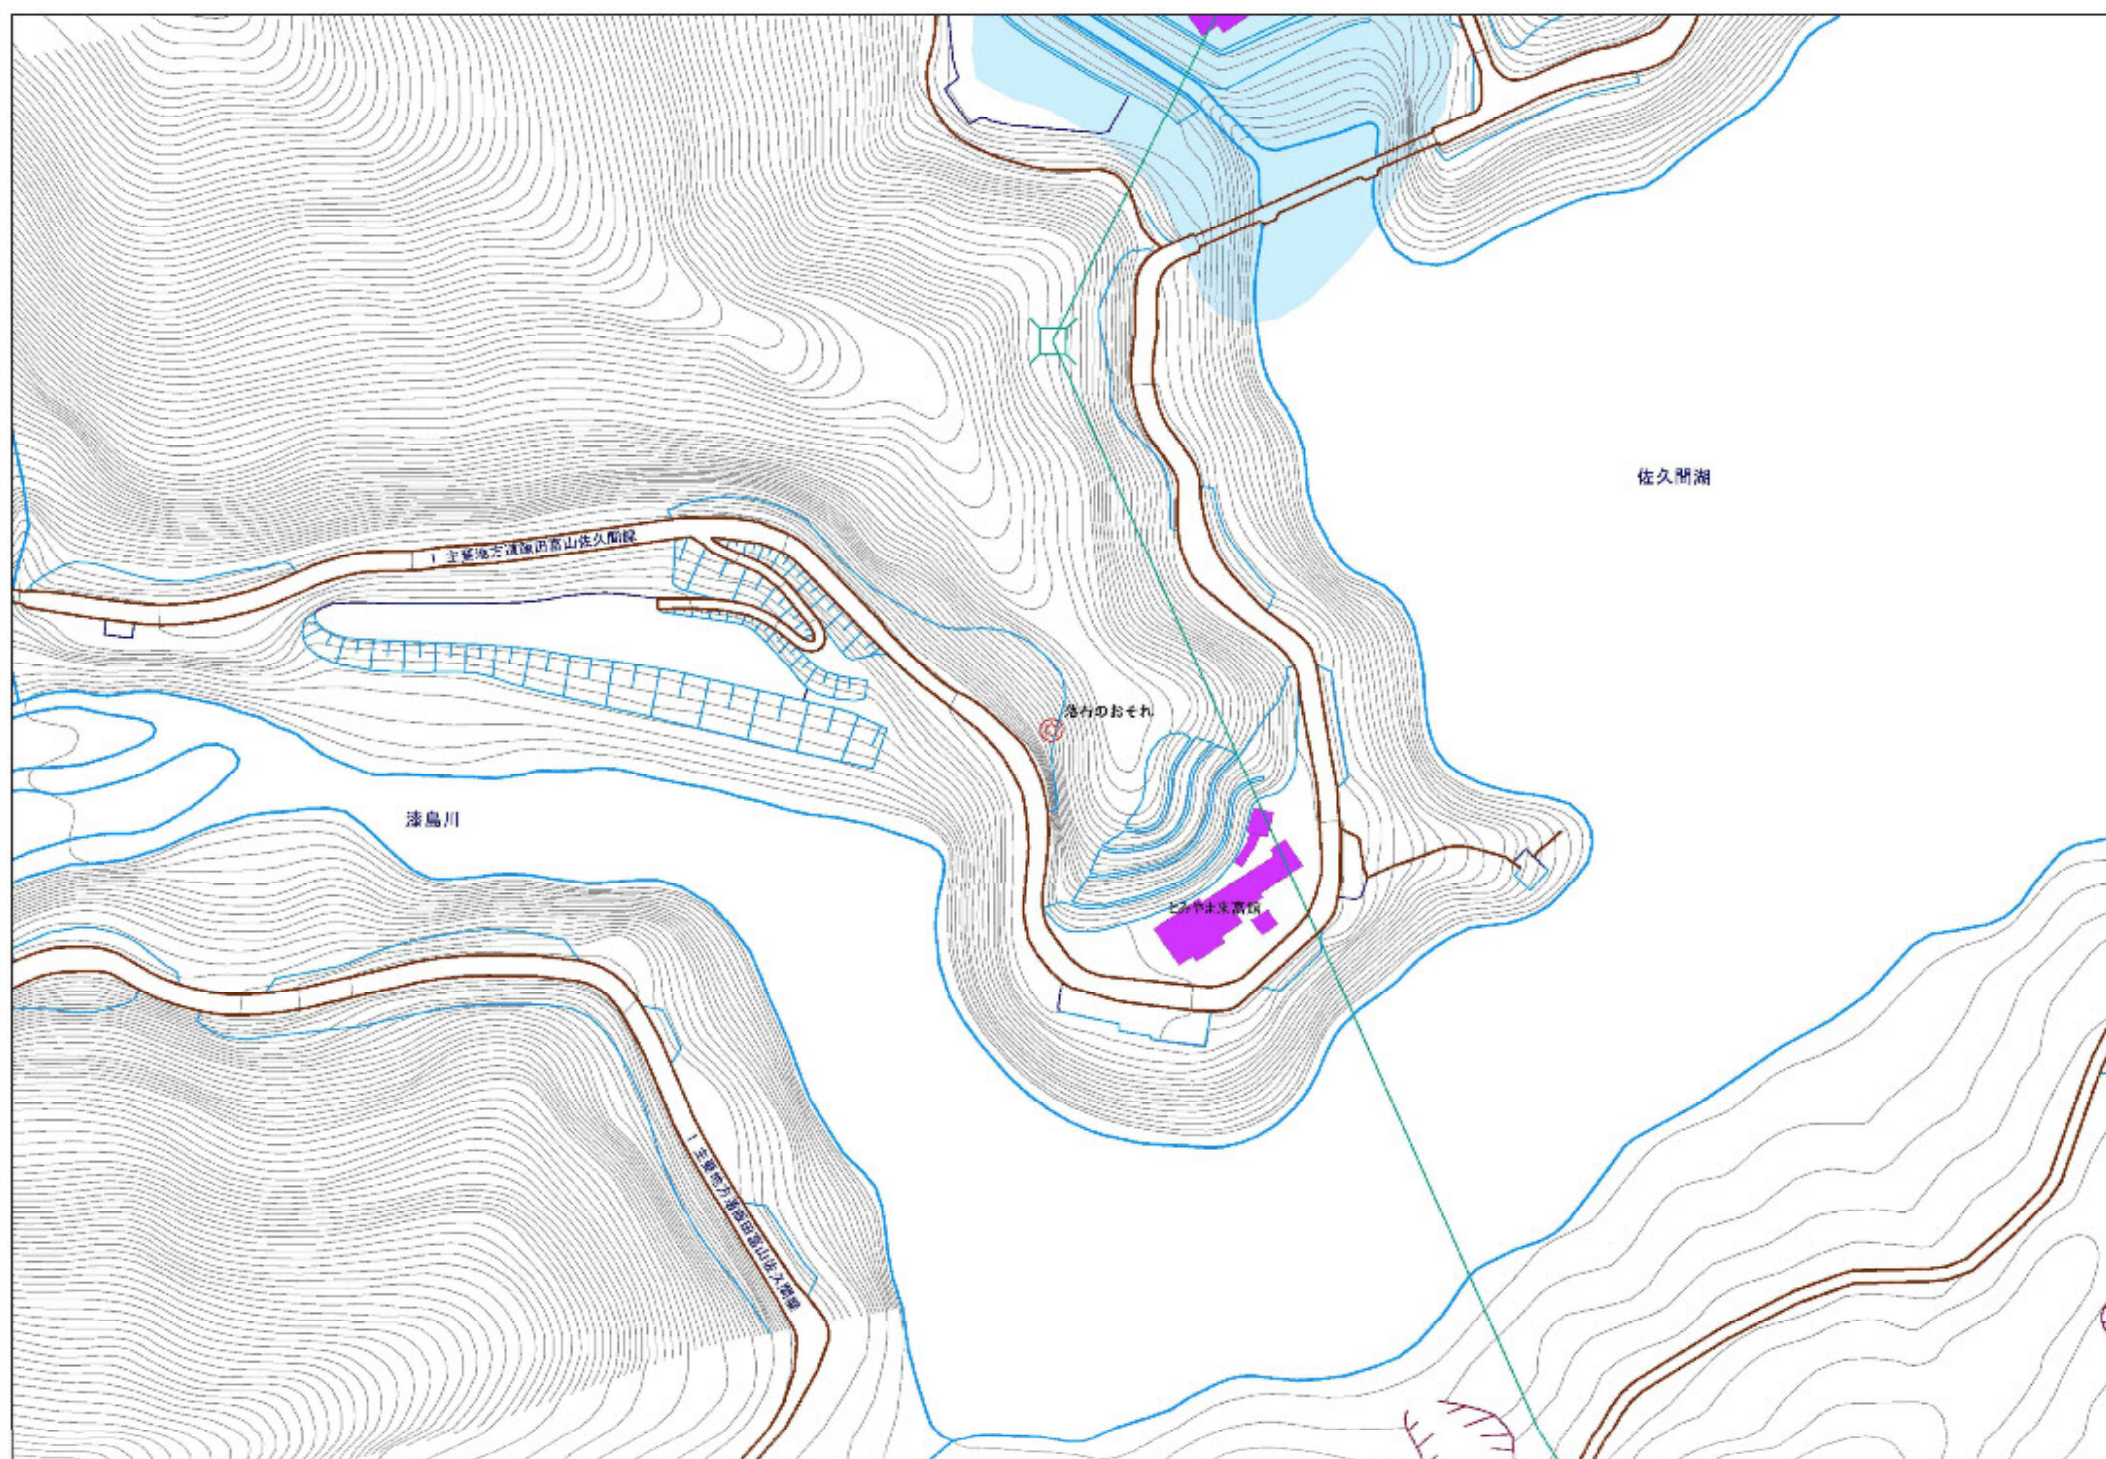 佐久間湖
主要地方道飯田富山佐久間線
落石のおそれ
漆島川
とみやま来富館
主要地方道飯田富山佐久間線